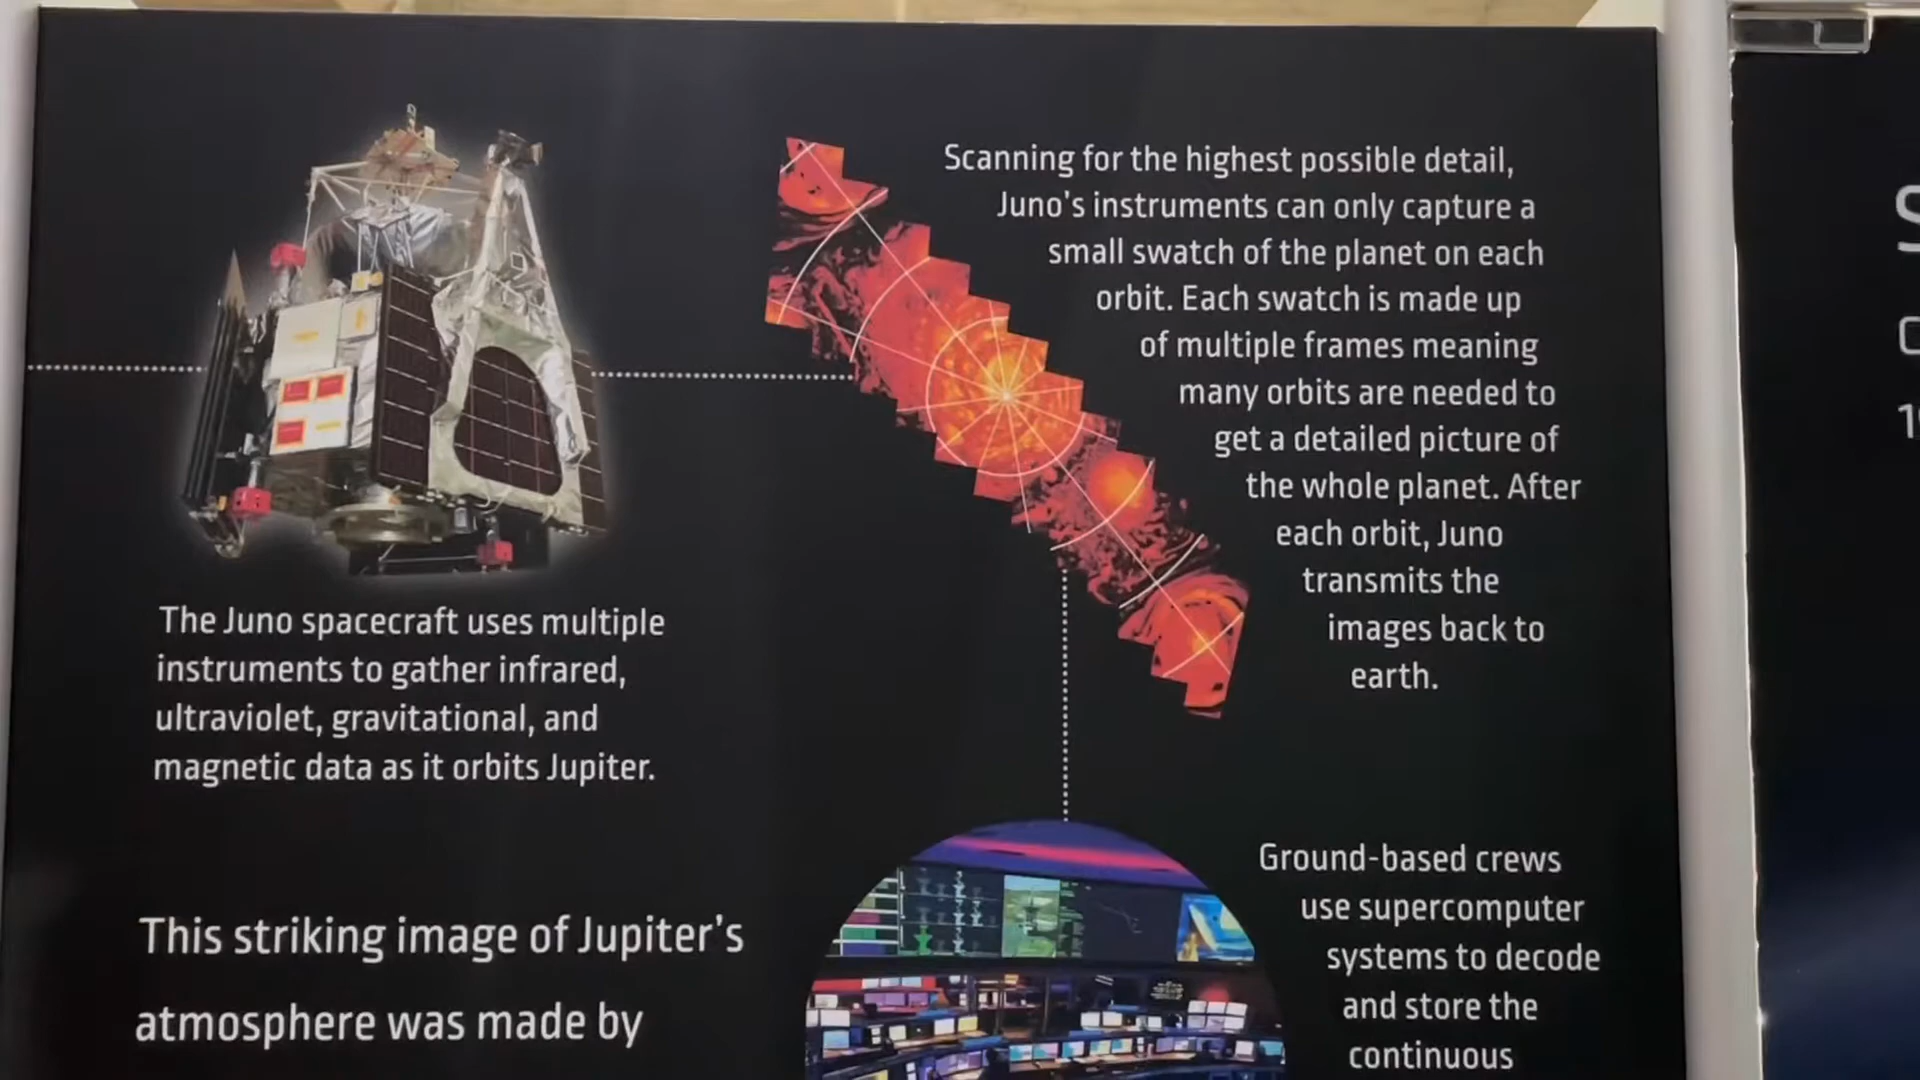 Scanning for the highest possible detail,
Juno's instruments can only capture a
small swatch of the planet on each
orbit. Each swatch is made up
of multiple frames meaning
many orbits are needed to
get a detailed picture of
the whole planet. After
each orbit, Juno
transmits the
images back to
earth.
The Juno spacecraft uses multiple
instruments to gather infrared,
ultraviolet, gravitational, and
magnetic data as it orbits Jupiter.
This striking image of Jupiter's
atmosphere was made by
Ground-based crews
use supercomputer
systems to decode
and store the
continuous